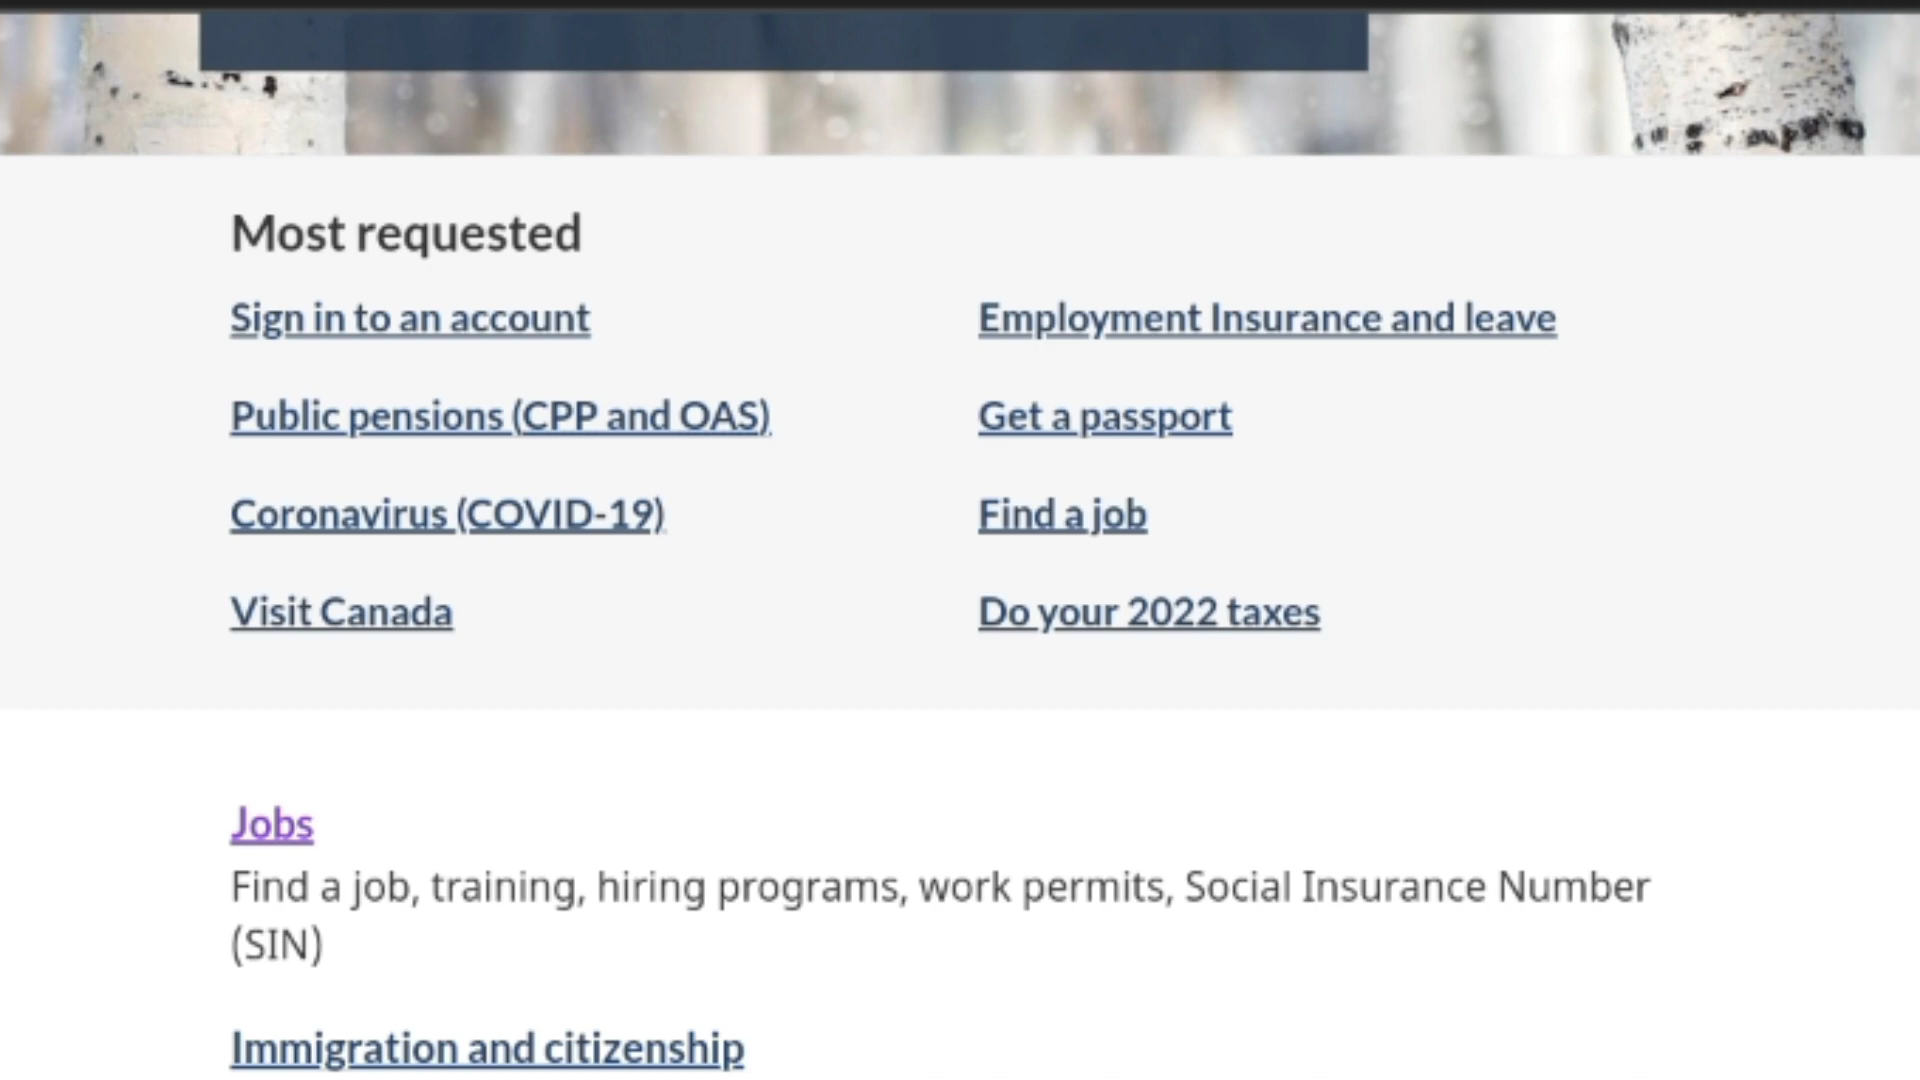 Most requested
Sign in to an account
Employment Insurance and leave
Public pensions (CPP and OAS)
Get a passport
Coronavirus (COVID-19)
Find a job
Visit Canada
Do your 2022 taxes
Jobs
Find a job, training, hiring programs, work permits, Social Insurance Number
(SIN)
Immigration and citizenship